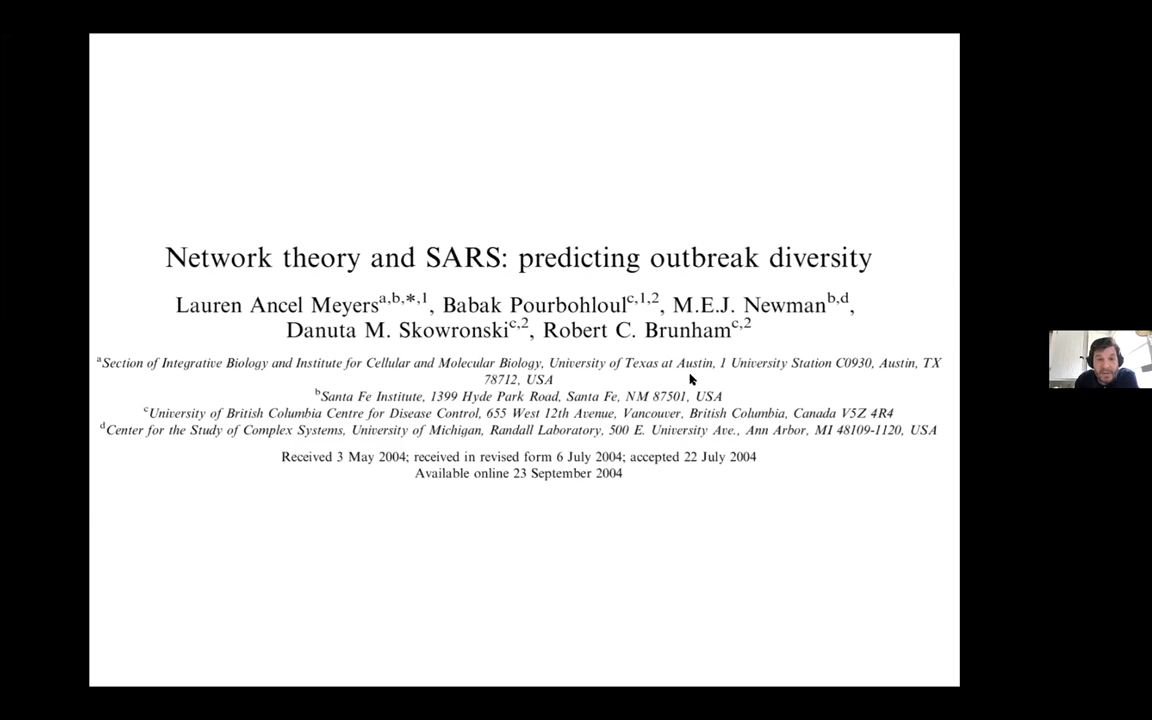 Network theory and SARS: predicting outbreak diversity
Lauren Ancel Meyersa,b,*,1, Babak Pourbohloulc,1,2, M.E.J. Newmanb,d,
Danuta M. Skowronskic,2, Robert C. Brunhamc,2
aSection of Integrative Biology and Institute for Cellular and Molecular Biology, University of Texas at Austin, 1 University Station C0930, Austin, TX
78712, USA
bSanta Fe Institute, 1399 Hyde Park Road, Santa Fe, NM 87501, USA
cUniversity of British Columbia Centre for Disease Control, 655 West 12th Avenue, Vancouver, British Columbia, Canada V5Z 4R4
dCenter for the Study of Complex Systems, University of Michigan, Randall Laboratory, 500 E. University Ave., Ann Arbor, MI 48109-1120, USA
Received 3 May 2004; received in revised form 6 July 2004; accepted 22 July 2004
Available online 23 September 2004